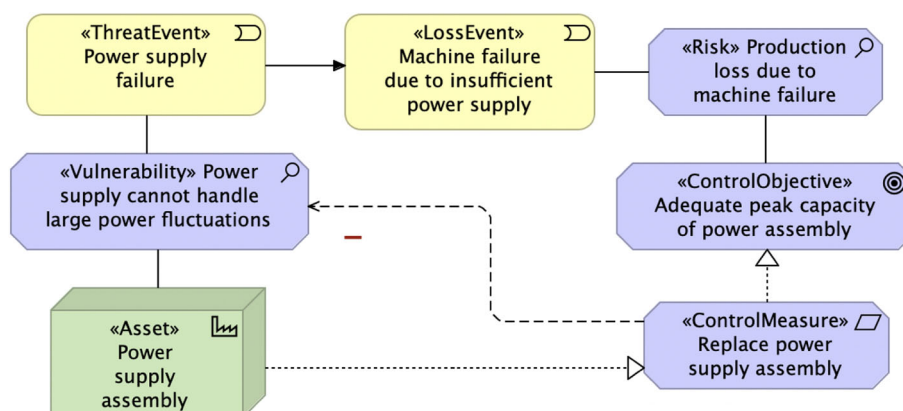 «ThreatEvent»
Power supply
failure
«LossEvent»
Machine failure
due to insufficient
power supply
«Risk» Production
loss due to
machine failure
«Vulnerability» Power
supply cannot handle
large power fluctuations
«ControlObjective»
Adequate peak capacity
of power assembly
«Asset»
Power
supply
assembly
«ControlMeasure»
Replace power
supply assembly